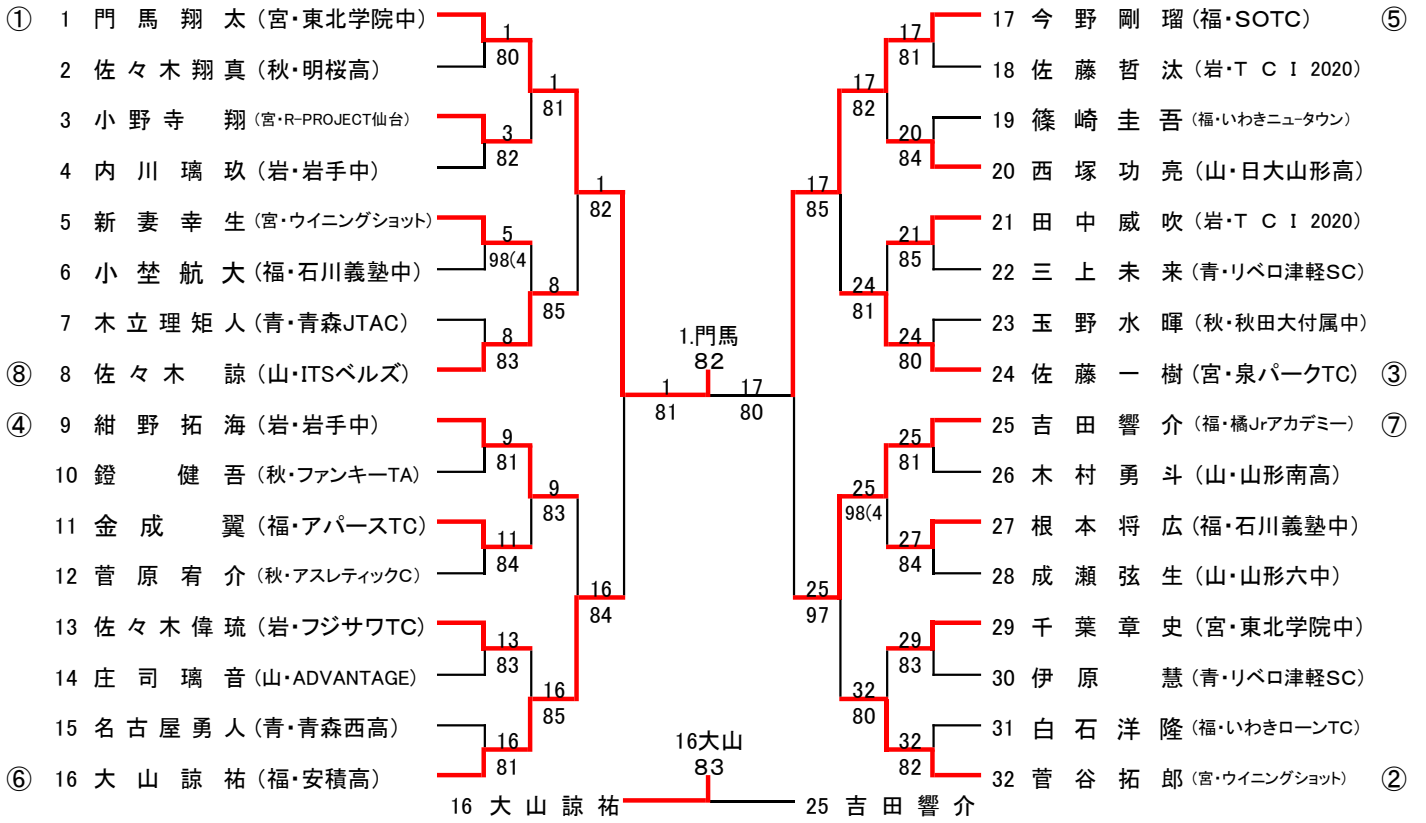 ① 1 門馬翔太 (宮・東北学院中)
2 佐々木翔真 (秋・明桜高)
3 小野寺 翔 (宮・R-PROJECT仙台)
4 内川璃玖 (岩・岩手中)
5 新妻幸生 (宮・ウイニングショット)
6 小埜航大 (福・石川義塾中)
7 木立理矩人 (青・青森JTAC)
⑧ 8 佐々木 諒 (山・ITSベルズ)
④ 9 紺野拓海 (岩・岩手中)
10 鐙 健吾 (秋・ファンキーTA)
11 金成 翼 (福・アパースTC)
12 菅原宥介 (秋・アスレティックC)
13 佐々木偉琉 (岩・フジサワTC)
14 庄司璃音 (山・ADVANTAGE)
15 名古屋勇人 (青・青森西高)
⑥ 16 大山諒祐 (福・安積高)
1
80
3
82
5
98(4
8
83
9
81
11
84
13
83
16
81
1
81
8
85
9
83
16
85
1
82
16
84
1
81
1.門馬
82
17
80
17
85
25
97
17
82
24
81
25
98(4
32
80
17
81
20
84
21
85
24
80
25
81
27
84
29
83
32
82
17 今野剛瑠 (福・SOTC) ⑤
18 佐藤哲汰 (岩・TCI 2020)
19 篠崎圭吾 (福・いわきニュータウン)
20 西塚功亮 (山・日大山形高)
21 田中威吹 (岩・TCI 2020)
22 三上未来 (青・リベロ津軽SC)
23 玉野水暉 (秋・秋田大付属中)
24 佐藤一樹 (宮・泉パークTC) ③
25 吉田響介 (福・橘Jrアカデミー) ⑦
26 木村勇斗 (山・山形南高)
27 根本将広 (福・石川義塾中)
28 成瀬弦生 (山・山形六中)
29 千葉章史 (宮・東北学院中)
30 伊原 慧 (青・リベロ津軽SC)
31 白石洋隆 (福・いわきローンTC)
32 菅谷拓郎 (宮・ウイニングショット) ②
16大山
83
16 大山諒祐
25 吉田響介